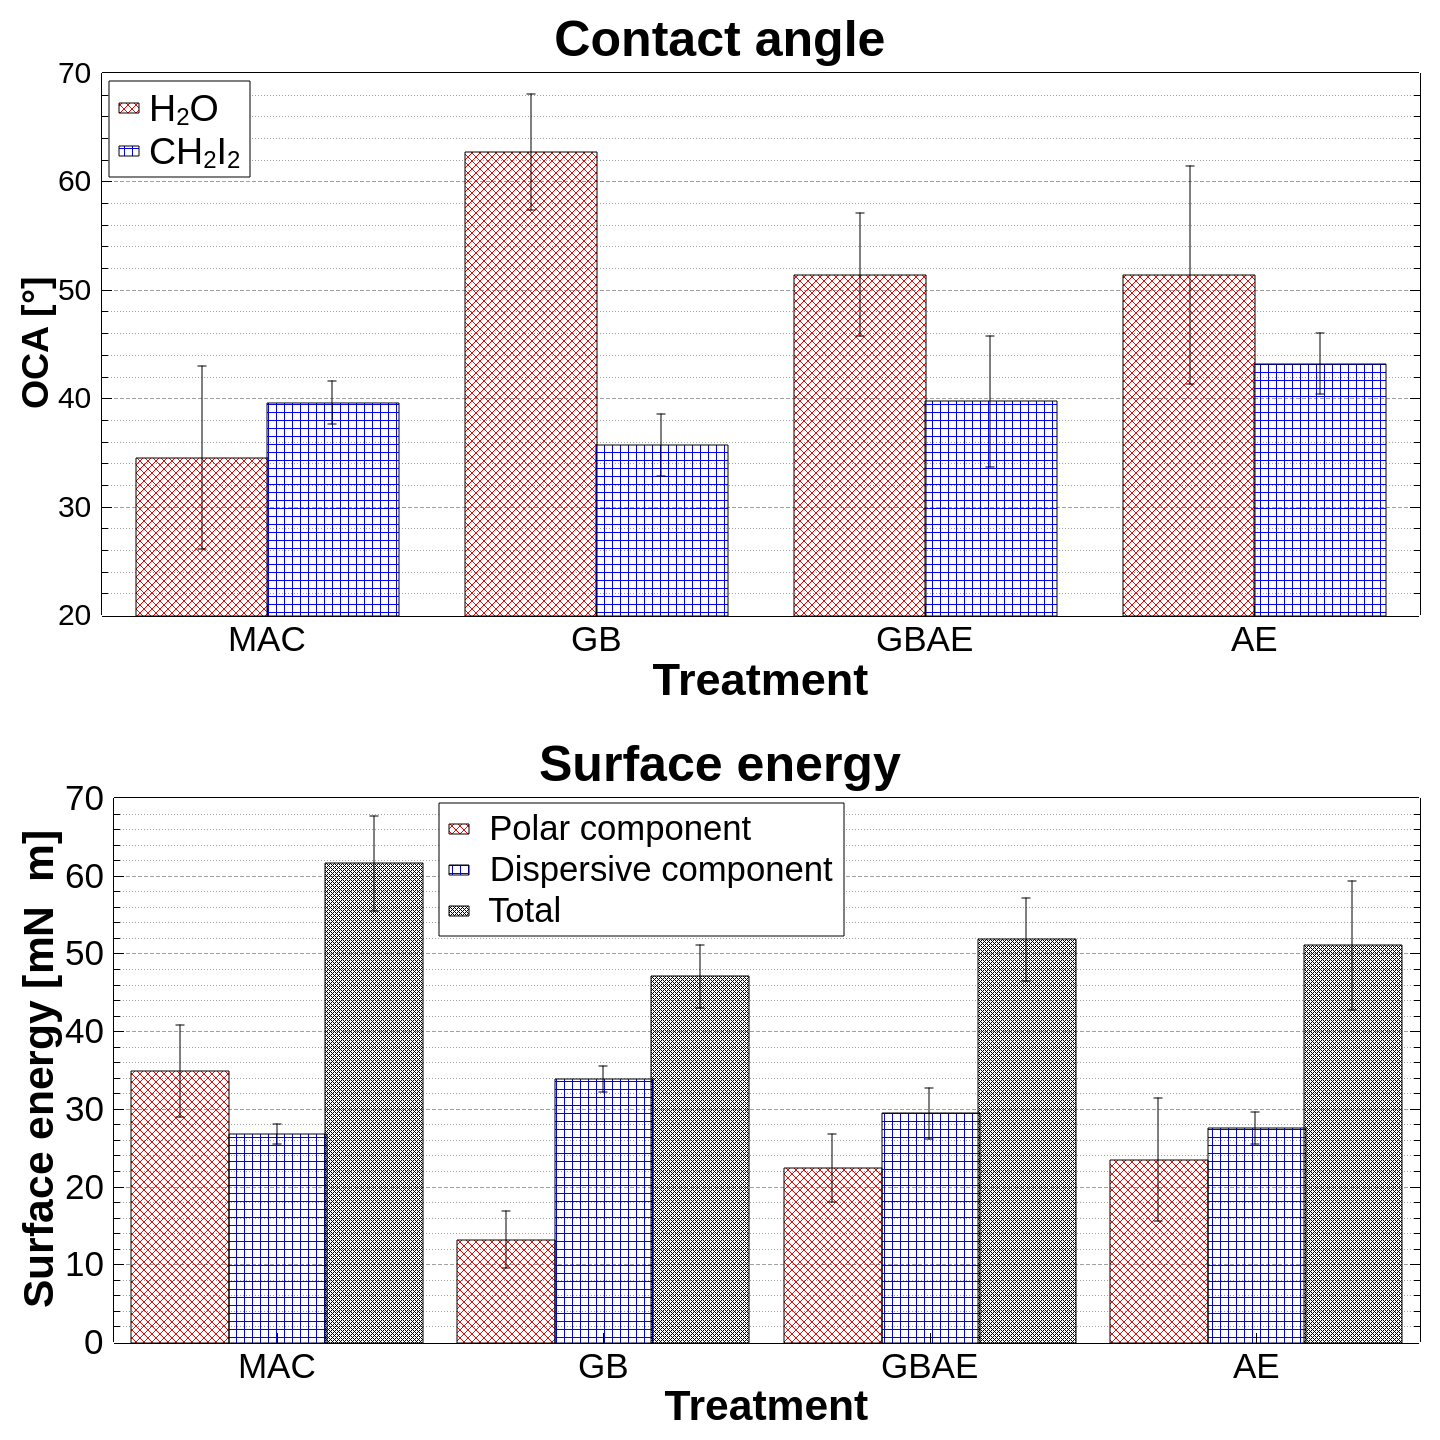 Contact angle
70
60
50
40
30
20
OCA [°]
H₂O
CH₂I₂
MAC GB GBAE AE
Treatment
Surface energy
70
60
50
40
30
20
10
0
Surface energy [mN m]
Polar component
Dispersive component
Total
MAC GB GBAE AE
Treatment